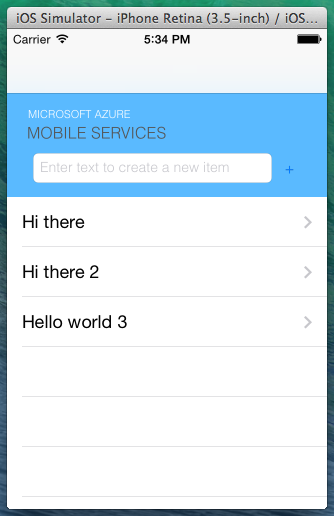 iOS Simulator - iPhone Retina (3.5-inch) / iOS...
Carrier 5:34 PM
MICROSOFT AZURE
MOBILE SERVICES
Enter text to create a new item +
Hi there
Hi there 2
Hello world 3